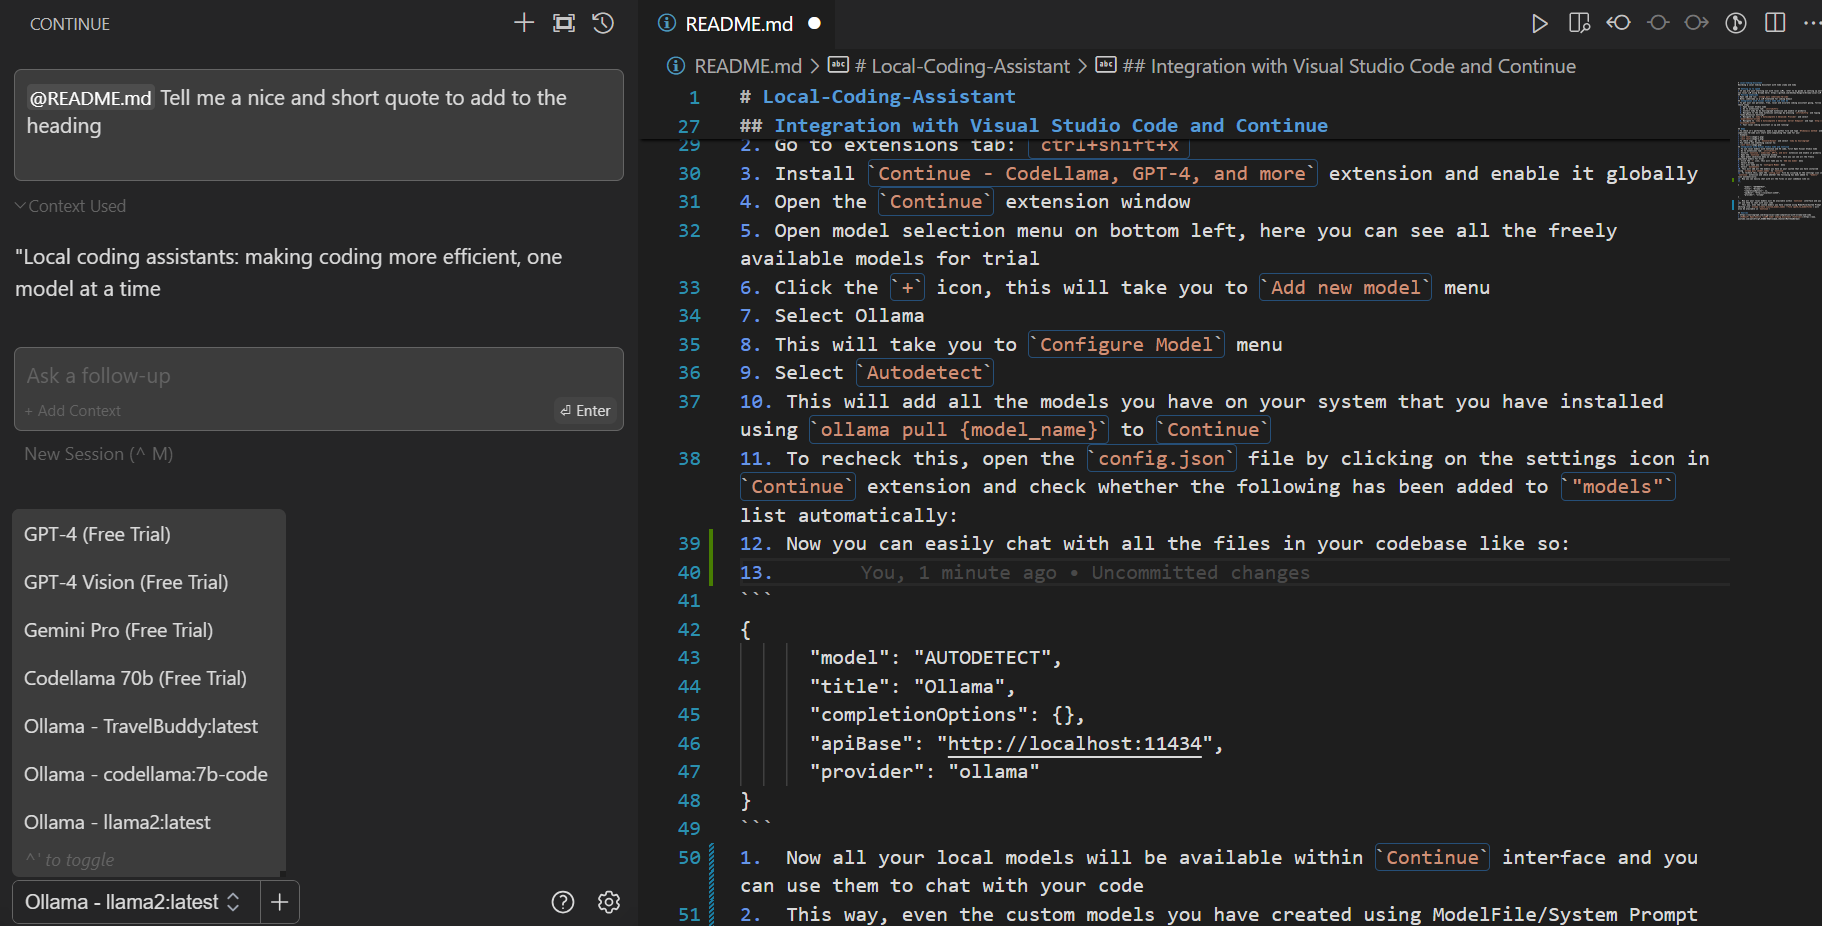 CONTINUE
@README.md Tell me a nice and short quote to add to the
heading
Context Used
"Local coding assistants: making coding more efficient, one
model at a time
Ask a follow-up
+ Add Context
⏎ Enter
New Session (^ M)
GPT-4 (Free Trial)
GPT-4 Vision (Free Trial)
Gemini Pro (Free Trial)
Codellama 70b (Free Trial)
Ollama - TravelBuddy:latest
Ollama - codellama:7b-code
Ollama - llama2:latest
^' to toggle
Ollama - llama2:latest
README.md
README.md > # Local-Coding-Assistant > ## Integration with Visual Studio Code and Continue
1 # Local-Coding-Assistant
27 ## Integration with Visual Studio Code and Continue
29 2. Go to extensions tab: `ctrl+shift+x`
30 3. Install `Continue - CodeLlama, GPT-4, and more` extension and enable it globally
31 4. Open the `Continue` extension window
32 5. Open model selection menu on bottom left, here you can see all the freely
available models for trial
33 6. Click the `+` icon, this will take you to `Add new model` menu
34 7. Select Ollama
35 8. This will take you to `Configure Model` menu
36 9. Select `Autodetect`
37 10. This will add all the models you have on your system that you have installed
using `ollama pull {model_name}` to `Continue`
38 11. To recheck this, open the `config.json` file by clicking on the settings icon in
`Continue` extension and check whether the following has been added to `"models"`
list automatically:
39 12. Now you can easily chat with all the files in your codebase like so:
40 13. You, 1 minute ago • Uncommitted changes
41 ```
42 {
43 "model": "AUTODETECT",
44 "title": "Ollama",
45 "completionOptions": {},
46 "apiBase": "http://localhost:11434",
47 "provider": "ollama"
48 }
49 ```
50 1. Now all your local models will be available within `Continue` interface and you
can use them to chat with your code
51 2. This way, even the custom models you have created using ModelFile/System Prompt